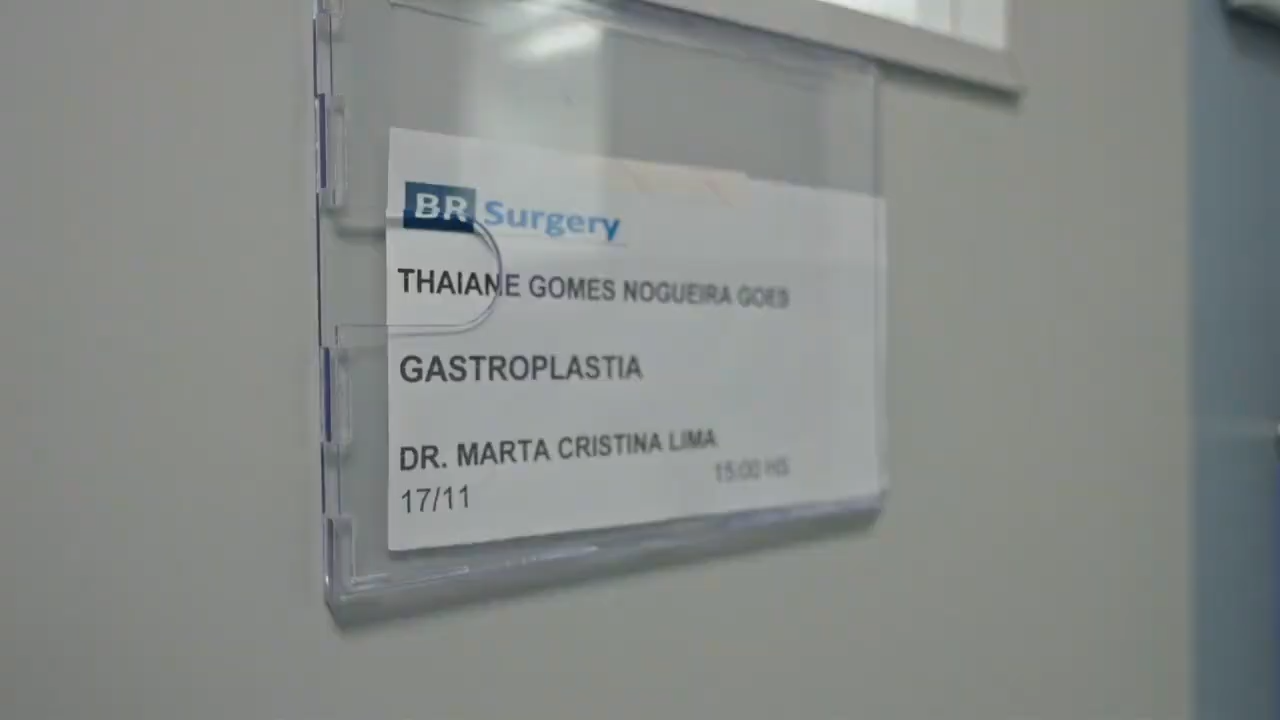 BR Surgery
THAIANE GOMES NOGUEIRA GOES
GASTROPLASTIA
DR. MARTA CRISTINA LIMA
15:00 HS
17/11